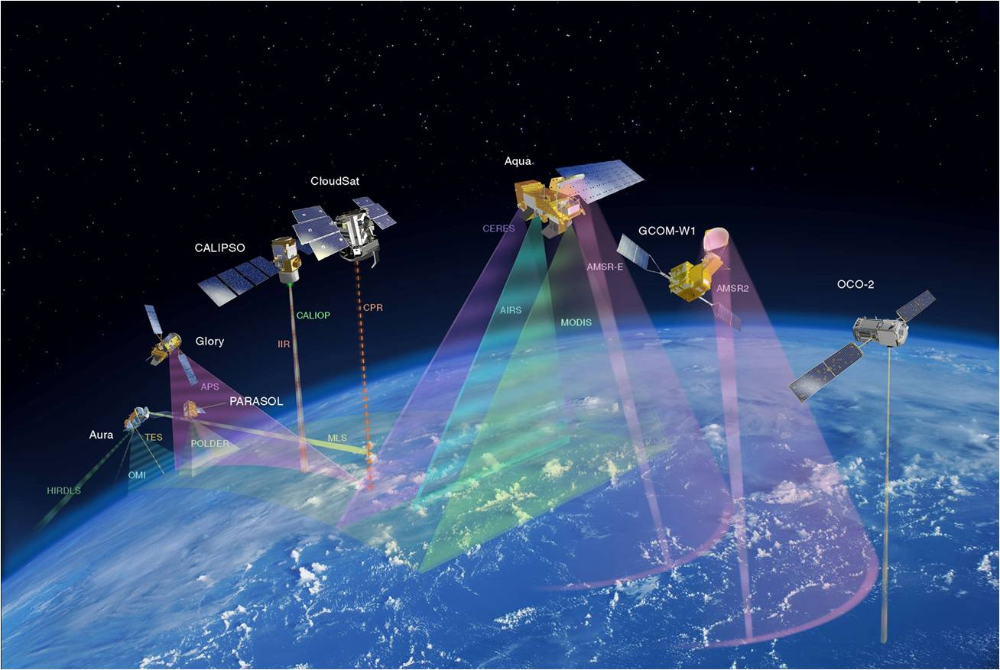 Aqua
CloudSat
CERES
GCOM-W1
CALIPSO
AMSR-E
OCO-2
AMSR2
CPR
AIRS
CALIOP
MODIS
Glory
IIR
APS
PARASOL
Aura
TES
MLS
POLDER
OMI
HIRDLS